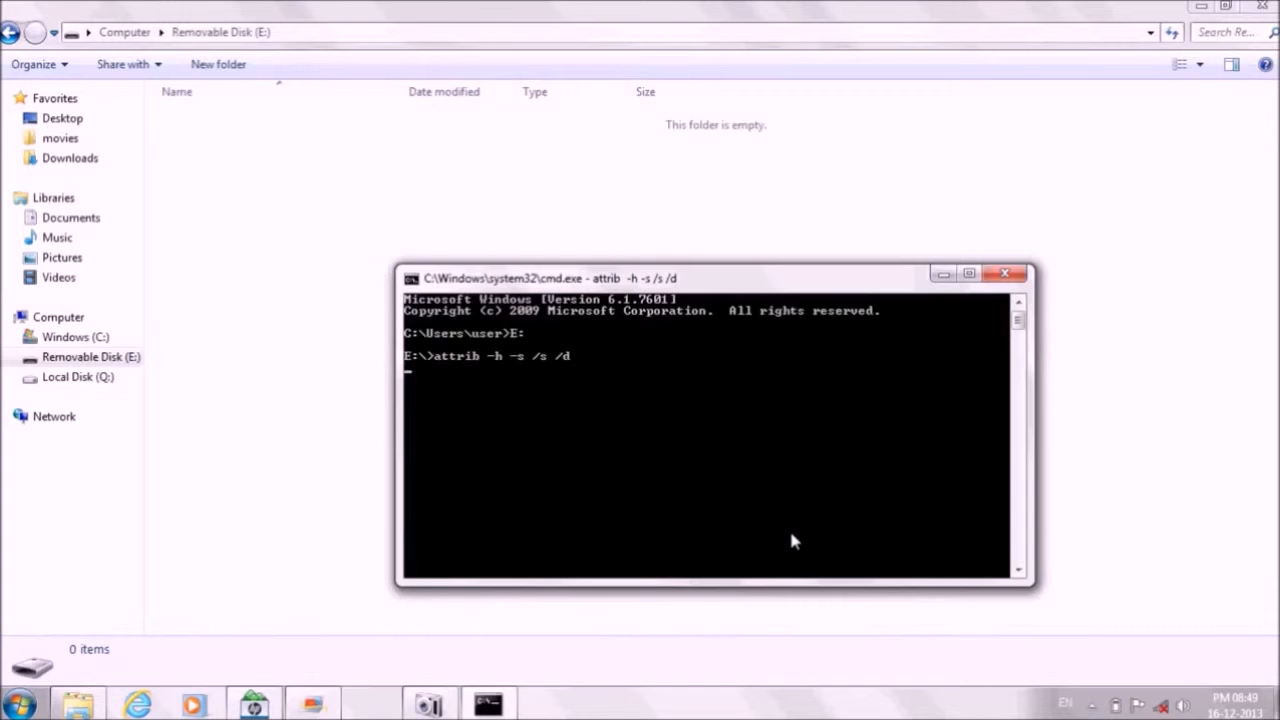 Computer Removable Disk (E:) Search Re...
Organize Share with New folder
Name Date modified Type Size
This folder is empty.
Favorites
Desktop
movies
Downloads
Libraries
Documents
Music
Pictures
Videos
Computer
Windows (C:)
Removable Disk (E:)
Local Disk (Q:)
Network
C:\Windows\system32\cmd.exe - attrib -h -s /s /d
Microsoft Windows [Version 6.1.7601]
Copyright (c) 2009 Microsoft Corporation. All rights reserved.
C:\Users\user>E:
E:\>attrib -h -s /s /d
0 items
EN
PM 08:49
16-12-2013